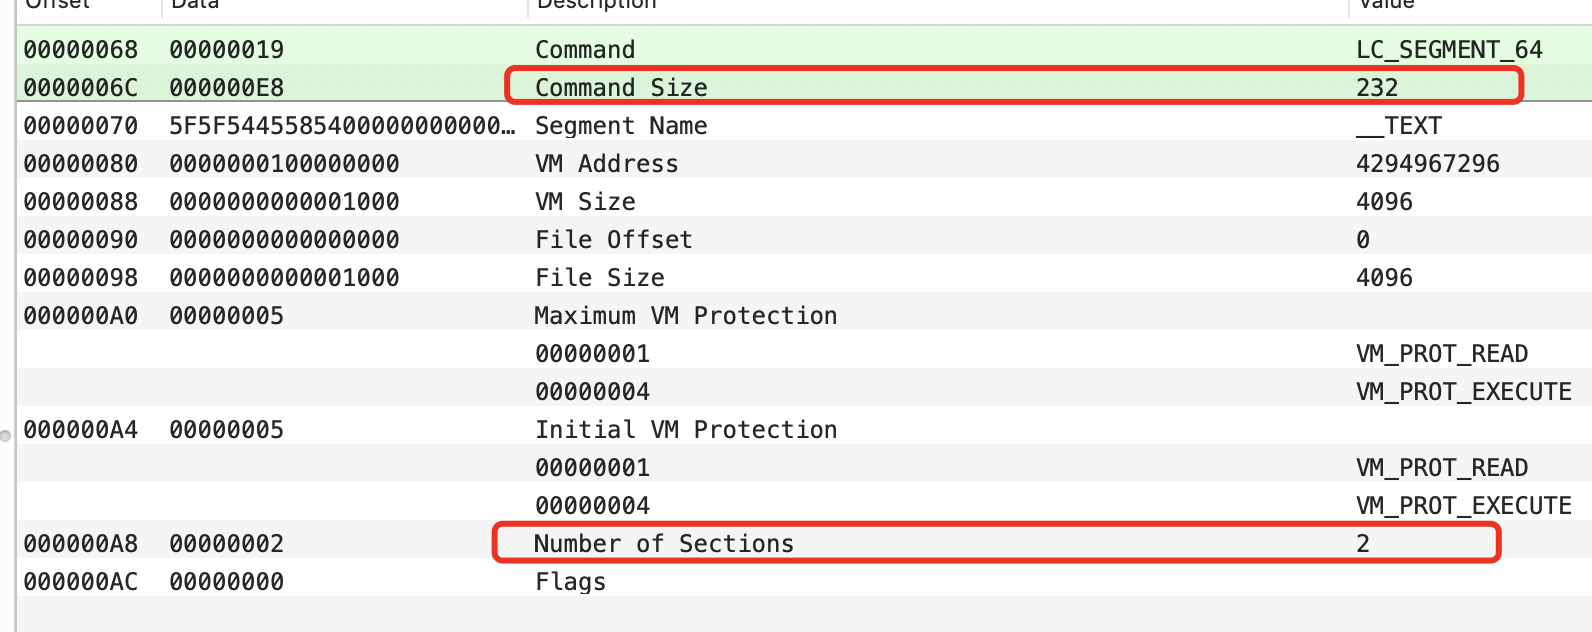 Offset Data Description Value
00000068 00000019 Command LC_SEGMENT_64
0000006C 000000E8 Command Size 232
00000070 5F5F5445585400000000000… Segment Name __TEXT
00000080 0000000100000000 VM Address 4294967296
00000088 0000000000001000 VM Size 4096
00000090 0000000000000000 File Offset 0
00000098 0000000000001000 File Size 4096
000000A0 00000005 Maximum VM Protection
00000001 VM_PROT_READ
00000004 VM_PROT_EXECUTE
000000A4 00000005 Initial VM Protection
00000001 VM_PROT_READ
00000004 VM_PROT_EXECUTE
000000A8 00000002 Number of Sections 2
000000AC 00000000 Flags